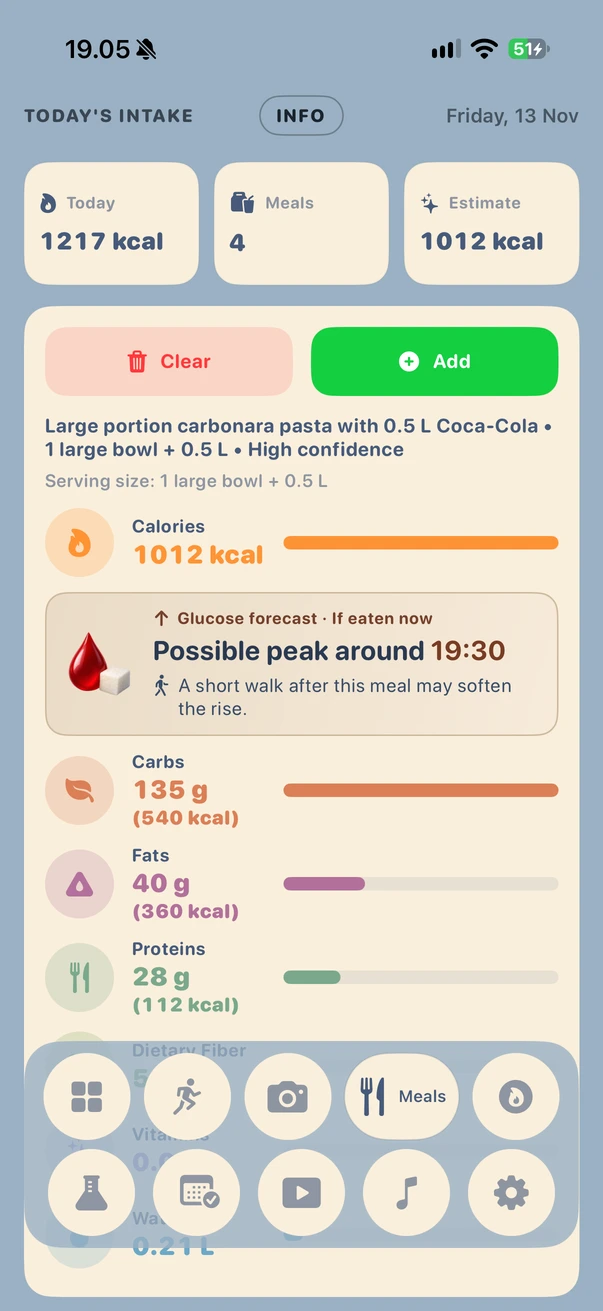 19.05
51
TODAY'S INTAKE
INFO
Friday, 13 Nov
Today
1217 kcal
Meals
4
Estimate
1012 kcal
Clear
Add
Large portion carbonara pasta with 0.5 L Coca-Cola •
1 large bowl + 0.5 L • High confidence
Serving size: 1 large bowl + 0.5 L
Calories
1012 kcal
Glucose forecast · If eaten now
Possible peak around 19:30
A short walk after this meal may soften
the rise.
Carbs
135 g
(540 kcal)
Fats
40 g
(360 kcal)
Proteins
28 g
(112 kcal)
Dietary Fiber
Meals
0.21 L